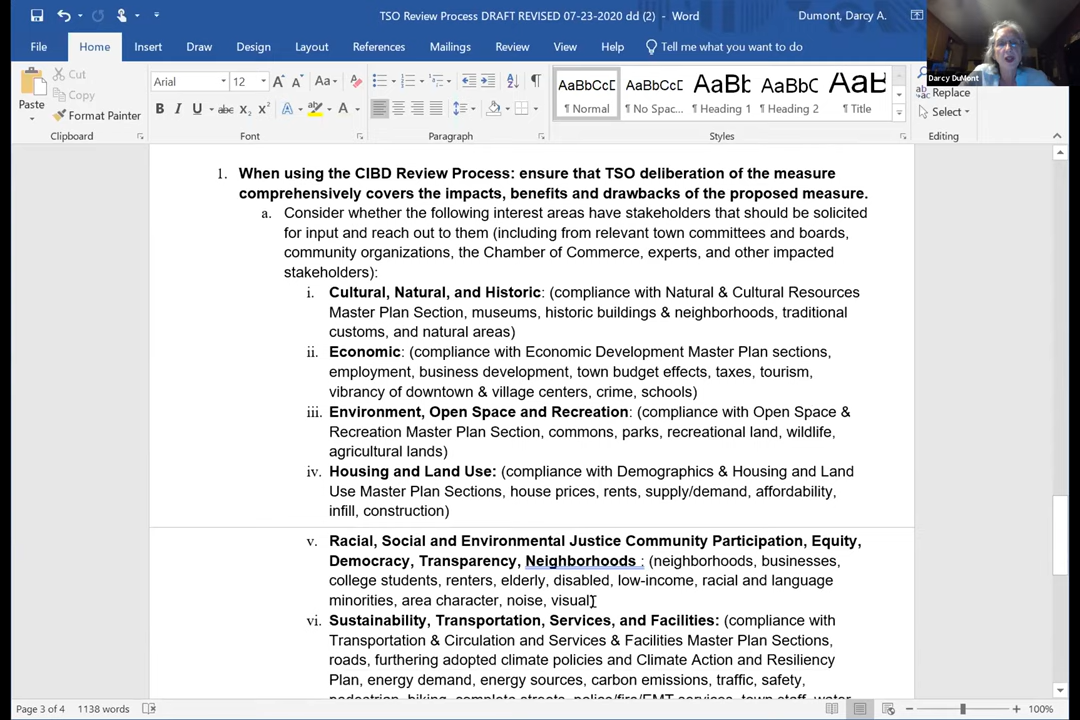 TSO Review Process DRAFT REVISED 07-23-2020 dd (2) - Word
Dumont, Darcy A.
File Home Insert Draw Design Layout References Mailings Review View Help Tell me what you want to do
Darcy DuMont
Paste
Cut
Copy
Format Painter
Arial 12
AaBbCcD AaBbCcD AaBbC AaBbC AaB
¶ Normal ¶ No Spac... ¶ Heading 1 ¶ Heading 2 ¶ Title
Replace
Select
Clipboard Font Paragraph Styles Editing
1. When using the CIBD Review Process: ensure that TSO deliberation of the measure
comprehensively covers the impacts, benefits and drawbacks of the proposed measure.
a. Consider whether the following interest areas have stakeholders that should be solicited
for input and reach out to them (including from relevant town committees and boards,
community organizations, the Chamber of Commerce, experts, and other impacted
stakeholders):
i. Cultural, Natural, and Historic: (compliance with Natural & Cultural Resources
Master Plan Section, museums, historic buildings & neighborhoods, traditional
customs, and natural areas)
ii. Economic: (compliance with Economic Development Master Plan sections,
employment, business development, town budget effects, taxes, tourism,
vibrancy of downtown & village centers, crime, schools)
iii. Environment, Open Space and Recreation: (compliance with Open Space &
Recreation Master Plan Section, commons, parks, recreational land, wildlife,
agricultural lands)
iv. Housing and Land Use: (compliance with Demographics & Housing and Land
Use Master Plan Sections, house prices, rents, supply/demand, affordability,
infill, construction)
v. Racial, Social and Environmental Justice Community Participation, Equity,
Democracy, Transparency, Neighborhoods : (neighborhoods, businesses,
college students, renters, elderly, disabled, low-income, racial and language
minorities, area character, noise, visual)
vi. Sustainability, Transportation, Services, and Facilities: (compliance with
Transportation & Circulation and Services & Facilities Master Plan Sections,
roads, furthering adopted climate policies and Climate Action and Resiliency
Plan, energy demand, energy sources, carbon emissions, traffic, safety,
pedestrian, biking, complete streets, police/fire/EMT services, town staff, water
Page 3 of 4 1138 words 100%